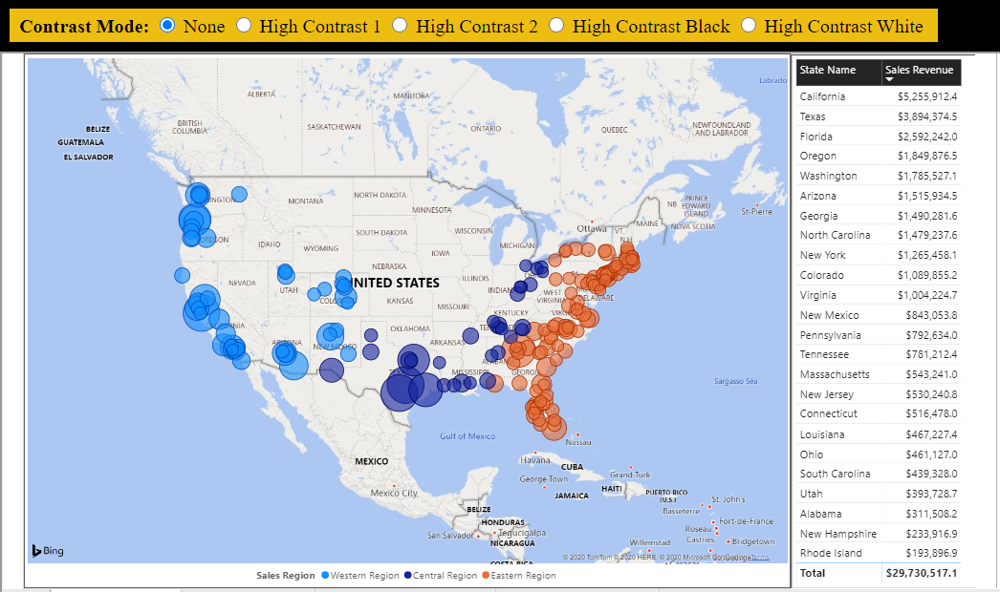 Contrast Mode: None High Contrast 1 High Contrast 2 High Contrast Black High Contrast White
Labrado
ALBERTA
MANITOBA
BRITISH
COLUMBIA
SASKATCHEWAN
ONTARIO
QUEBEC
NEWFOUNDLAND
AND LABRADOR
BELIZE
GUATEMALA
EL SALVADOR
INGTON
MONTANA
NORTH DAKOTA
MINNESOTA
NB
PRINCE
EDWARD
ISLAND
St-Pierre
Ottawa
VT
MAINE
NOVA SCOTIA
OREGON
IDAHO
WYOMING
SOUTH DAKOTA
WISCONSIN
MICHIGAN
N.H.
NEVADA
UTAH
NEBRASKA
IOWA
ILLINOIS
INDIAN
OH
PA
COLO
UNITED STATES
KANSAS
MISSOURI
WEST
VIRGINIA
DELAWARE
KENTUCKY
VIRG
RNIA
ARIZONA
NEW MEXICO
OKLAHOMA
ARKANSAS
TE
TEXAS
MISSISSIPPI
ALABAMA
GEORGIA
Sargasso Sea
Gulf of Mexico
Nassau
MEXICO
Havana
CUBA
George Town
Grand Turk
Mexico City
JAMAICA
HAITI
PUERTO RICO
(U.S.)
St. John's
Basseterre
BELIZE
HONDURAS
Tegucigalpa
San Salvador
NICARAGUA
Roseau
Fort-de-France
Castries
Bridgetown
Willemstad
COSTA RICA
Bing
© 2020 TomTom © 2020 HERE, © 2020 Microsoft Corporation Terms
Sales Region Western Region Central Region Eastern Region
State Name Sales Revenue
California $5,255,912.4
Texas $3,894,374.5
Florida $2,592,242.0
Oregon $1,849,876.5
Washington $1,785,527.1
Arizona $1,515,934.5
Georgia $1,490,281.6
North Carolina $1,479,237.6
New York $1,265,458.1
Colorado $1,089,855.2
Virginia $1,004,224.7
New Mexico $843,053.8
Pennsylvania $792,634.0
Tennessee $781,212.4
Massachusetts $543,241.0
New Jersey $530,240.8
Connecticut $516,478.0
Louisiana $467,227.4
Ohio $461,127.0
South Carolina $439,328.0
Utah $393,728.7
Alabama $311,508.2
New Hampshire $233,916.9
Rhode Island $193,896.9
Total $29,730,517.1